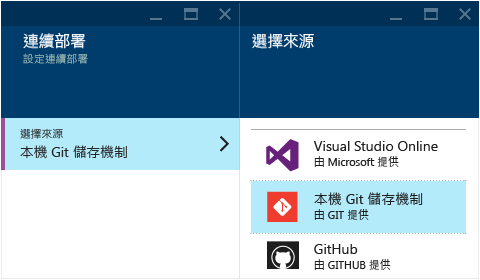 連續部署
設定連續部署
選擇來源
本機 Git 儲存機制
選擇來源
Visual Studio Online
由 Microsoft 提供
本機 Git 儲存機制
由 GIT 提供
GitHub
由 GITHUB 提供